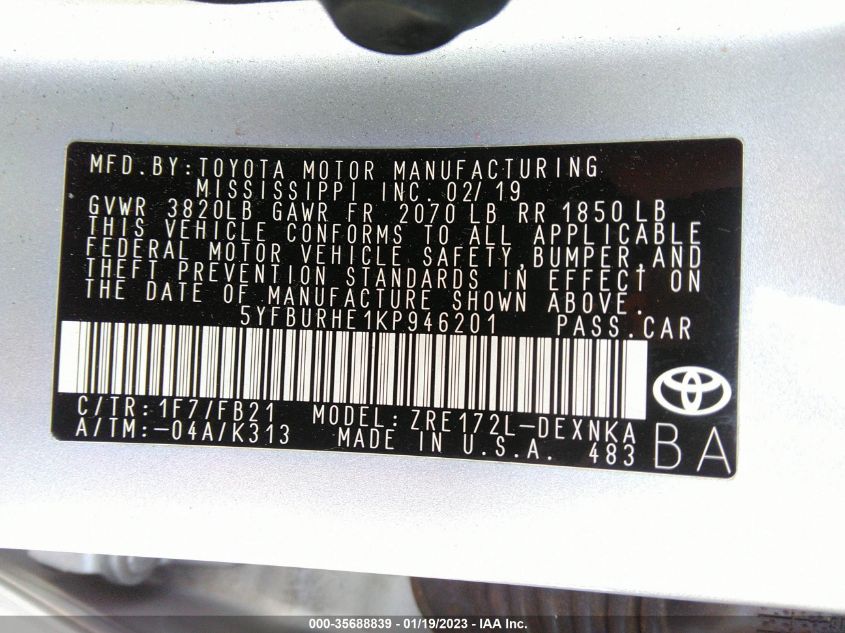 MFD. BY: TOYOTA MOTOR MANUFACTURING
MISSISSIPPI INC. 02/19
GVWR 3820LB GAWR FR 2070 LB RR 1850 LB
THIS VEHICLE CONFORMS TO ALL APPLICABLE
FEDERAL MOTOR VEHICLE SAFETY, BUMPER, AND
THEFT PREVENTION STANDARDS IN EFFECT ON
THE DATE OF MANUFACTURE SHOWN ABOVE.
5YFBURHE1KP946201 PASS. CAR
C/TR: 1F7/FB21 MODEL: ZRE172L-DEXNKA
A/TM: -04A/K313 MADE IN U.S.A. 483
BA
000-35688839 - 01/19/2023 - IAA Inc.